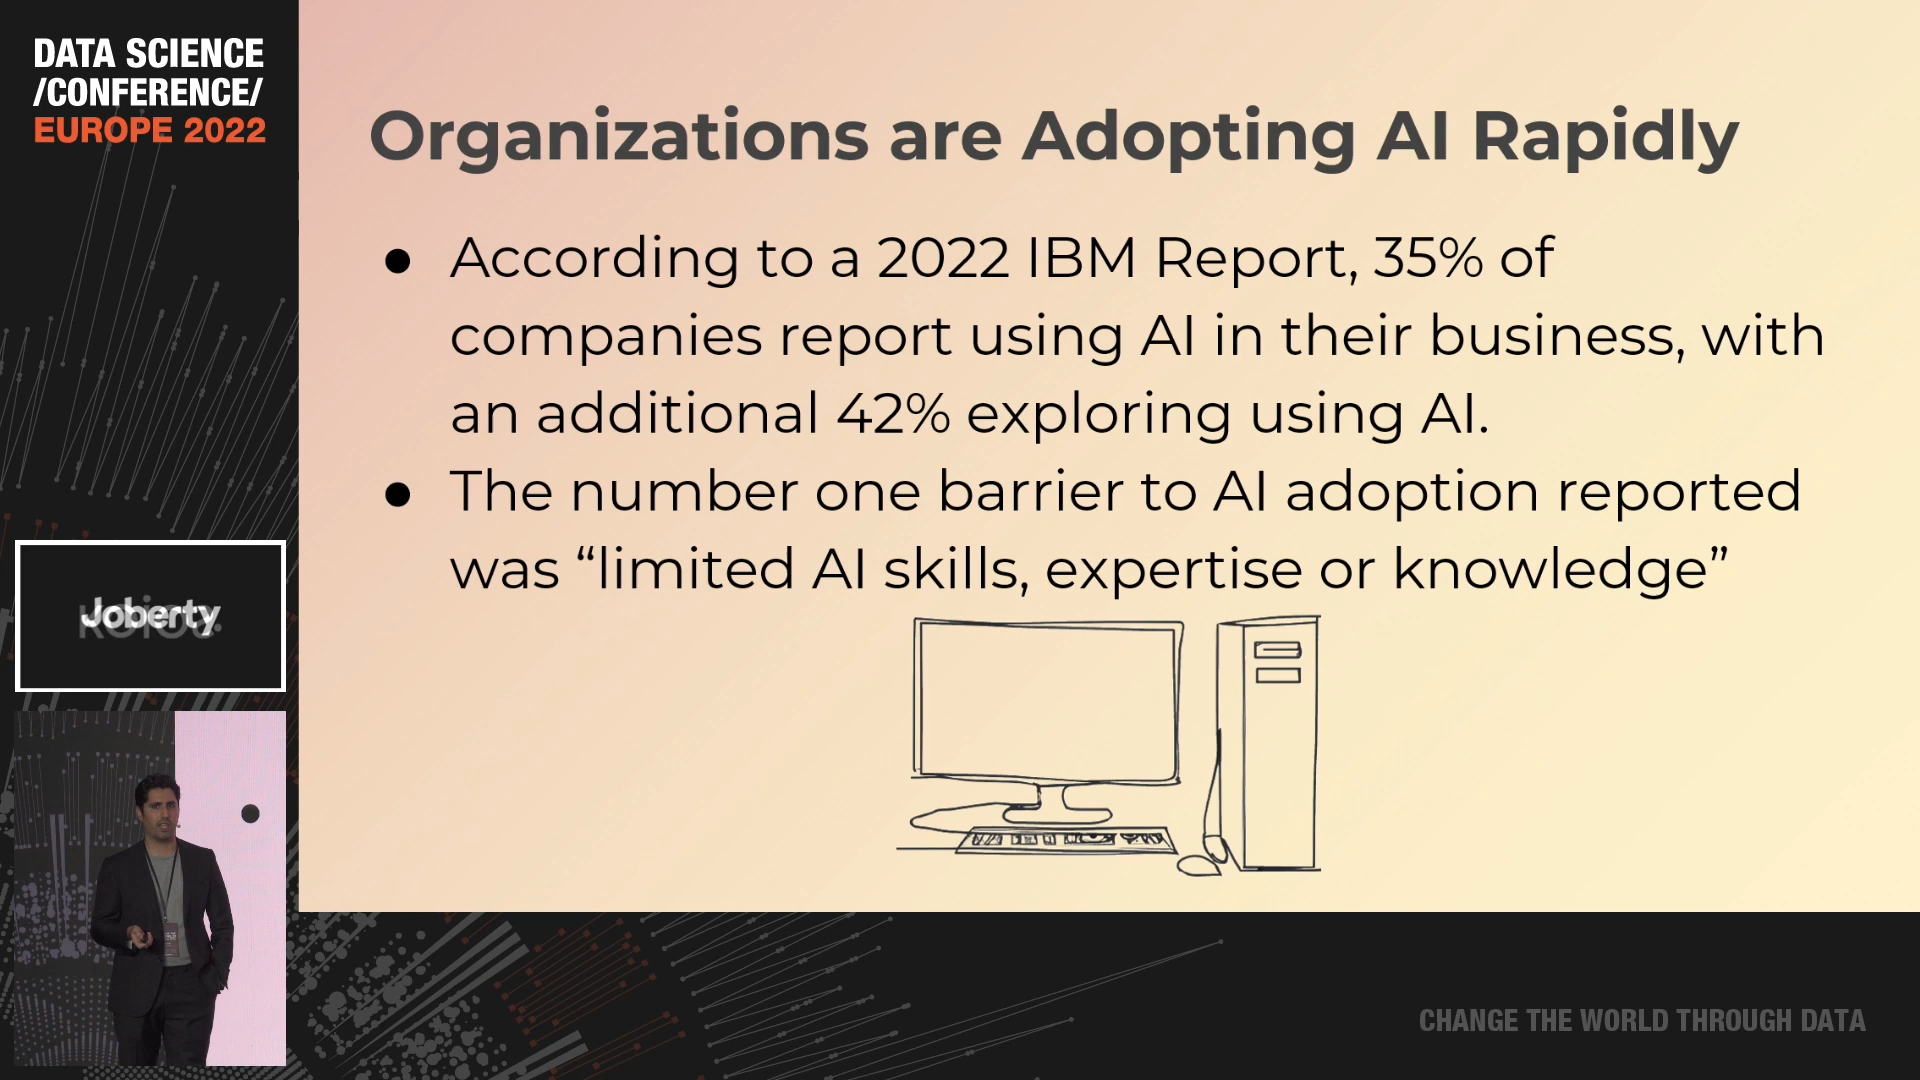 DATA SCIENCE
/CONFERENCE/
EUROPE 2022
Organizations are Adopting AI Rapidly
● According to a 2022 IBM Report, 35% of
companies report using AI in their business, with
an additional 42% exploring using AI.
● The number one barrier to AI adoption reported
was “limited AI skills, expertise or knowledge”
Joberty
CHANGE THE WORLD THROUGH DATA